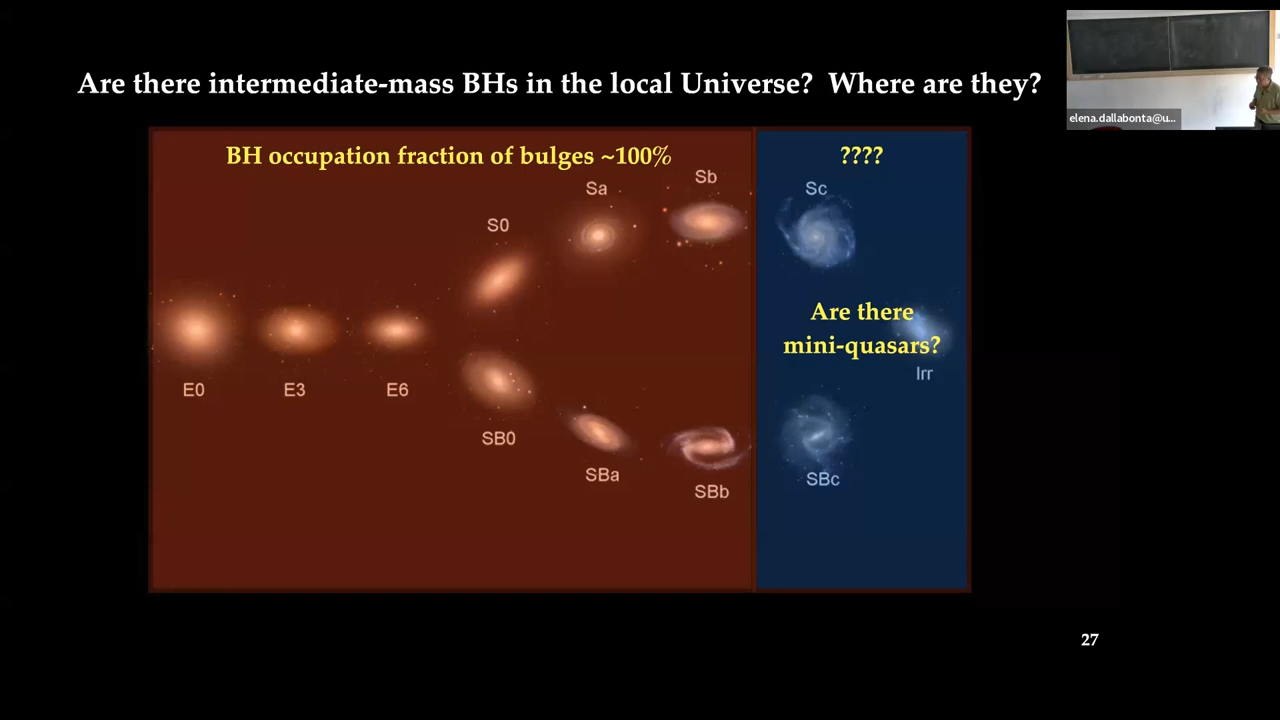 Are there intermediate-mass BHs in the local Universe? Where are they?
elena.dallabonta@u...
BH occupation fraction of bulges ~100%
????
Sb
Sa
Sc
S0
Are there
mini-quasars?
Irr
E0
E3
E6
SB0
SBa
SBb
SBc
27